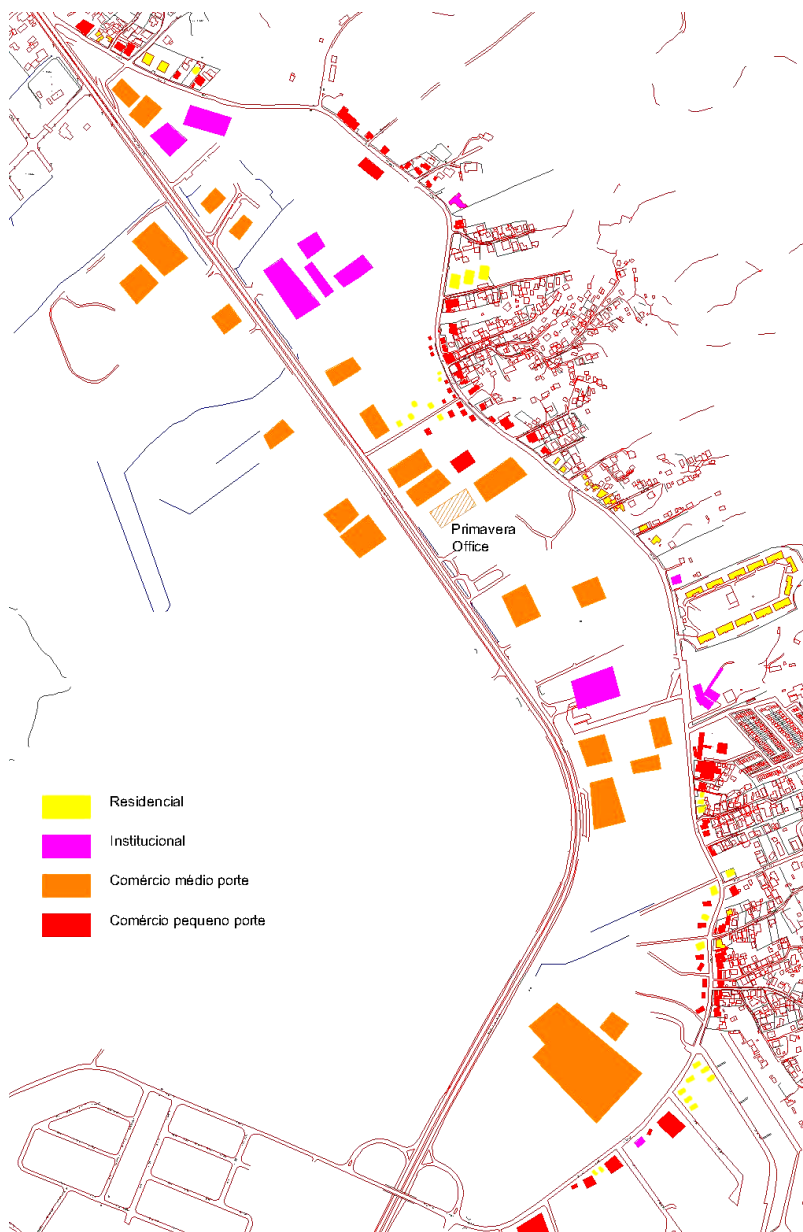 Primavera
Office
Residencial
Institucional
Comércio médio porte
Comércio pequeno porte